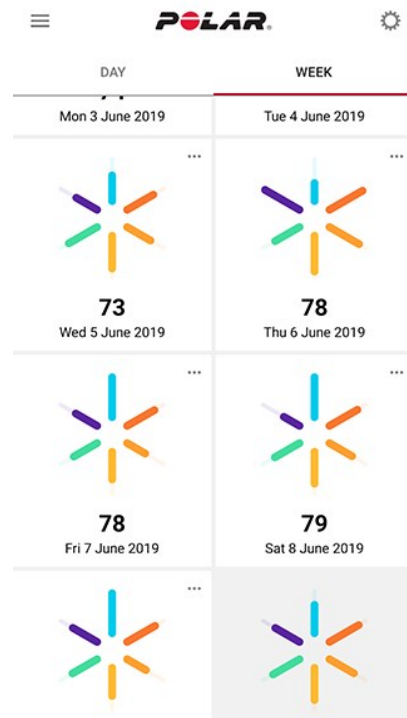 POLAR.
DAY
WEEK
Mon 3 June 2019
Tue 4 June 2019
73
Wed 5 June 2019
78
Thu 6 June 2019
78
Fri 7 June 2019
79
Sat 8 June 2019